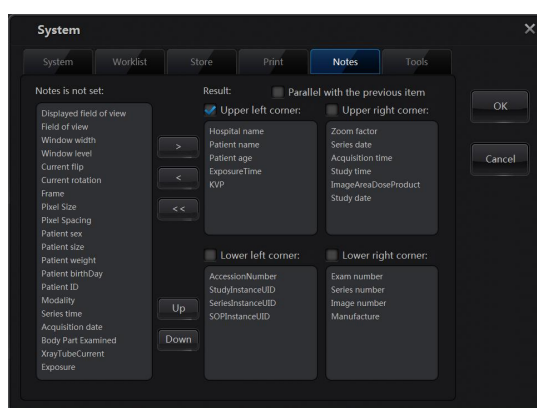 System
System Worklist Store Print Notes Tools
Notes is not set:
Displayed field of view
Field of view
Window width
Window level
Current flip
Current rotation
Frame
Pixel Size
Pixel Spacing
Patient sex
Patient size
Patient weight
Patient birthDay
Patient ID
Modality
Series time
Acquisition date
Body Part Examined
XrayTubeCurrent
Exposure
>
<
<<
Up
Down
Result: Parallel with the previous item
Upper left corner:
Hospital name
Patient name
Patient age
ExposureTime
KVP
Upper right corner:
Zoom factor
Series date
Acquisition time
Study time
ImageAreaDoseProduct
Study date
Lower left corner:
AccessionNumber
StudyInstanceUID
SeriesInstanceUID
SOPInstanceUID
Lower right corner:
Exam number
Series number
Image number
Manufacture
OK
Cancel